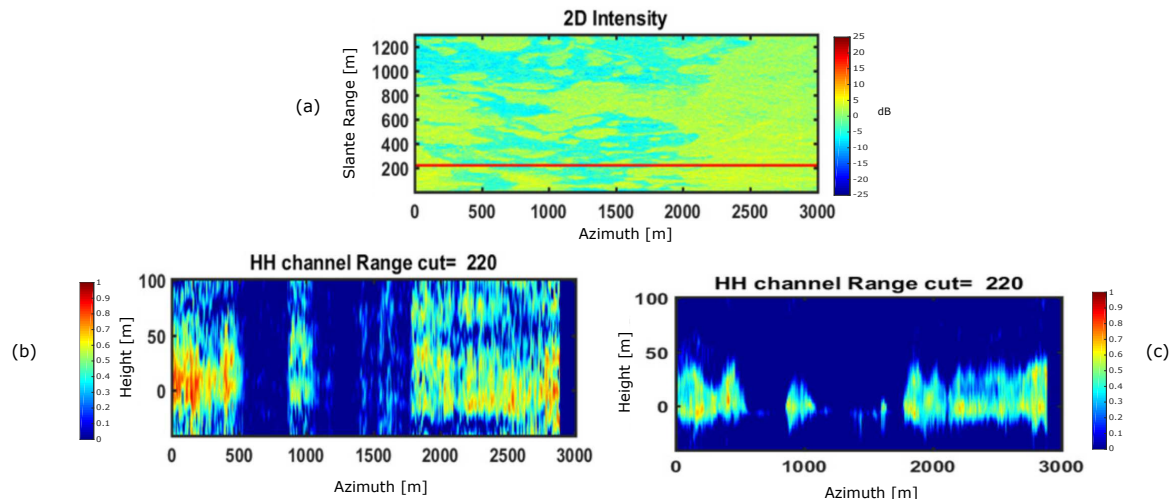 2D Intensity
(a)
Slante Range [m]
1200
1000
800
600
400
200
0 500 1000 1500 2000 2500 3000
Azimuth [m]
25
20
15
10
5
0
-5
-10
-15
-20
-25
dB
HH channel Range cut= 220
(b)
1
0.9
0.8
0.7
0.6
0.5
0.4
0.3
0.2
0.1
0
Height [m]
100
50
0
0 500 1000 1500 2000 2500 3000
Azimuth [m]
HH channel Range cut= 220
Height [m]
100
50
0
0 1000 2000 3000
Azimuth [m]
1
0.9
0.8
0.7
0.6
0.5
0.4
0.3
0.2
0.1
0
(c)